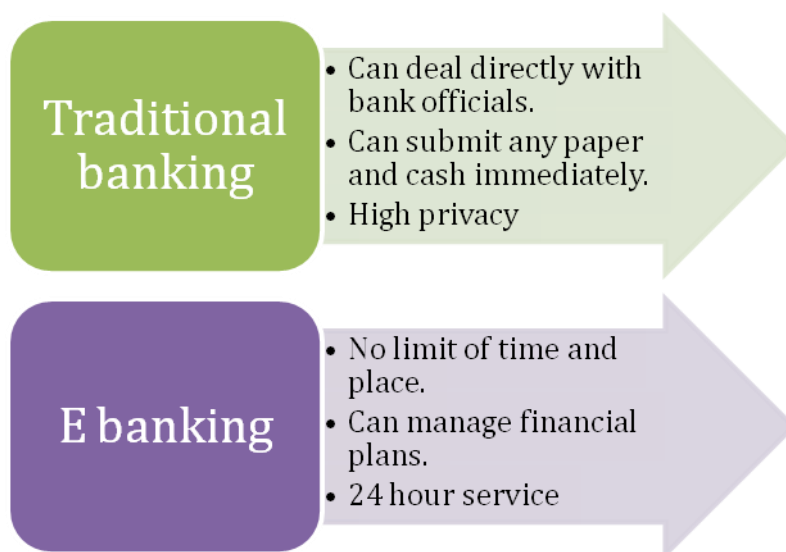 Traditional
banking
• Can deal directly with
bank officials.
• Can submit any paper
and cash immediately.
• High privacy
E banking
• No limit of time and
place.
• Can manage financial
plans.
• 24 hour service